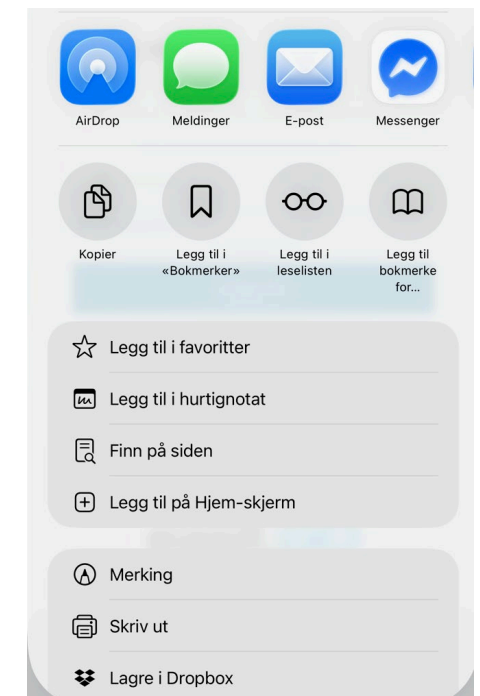 AirDrop
Meldinger
E-post
Messenger
Kopier
Legg til i
«Bokmerker»
Legg til i
leselisten
Legg til
bokmerke
for...
Legg til i favoritter
Legg til i hurtignotat
Finn på siden
Legg til på Hjem-skjerm
Merking
Skriv ut
Lagre i Dropbox